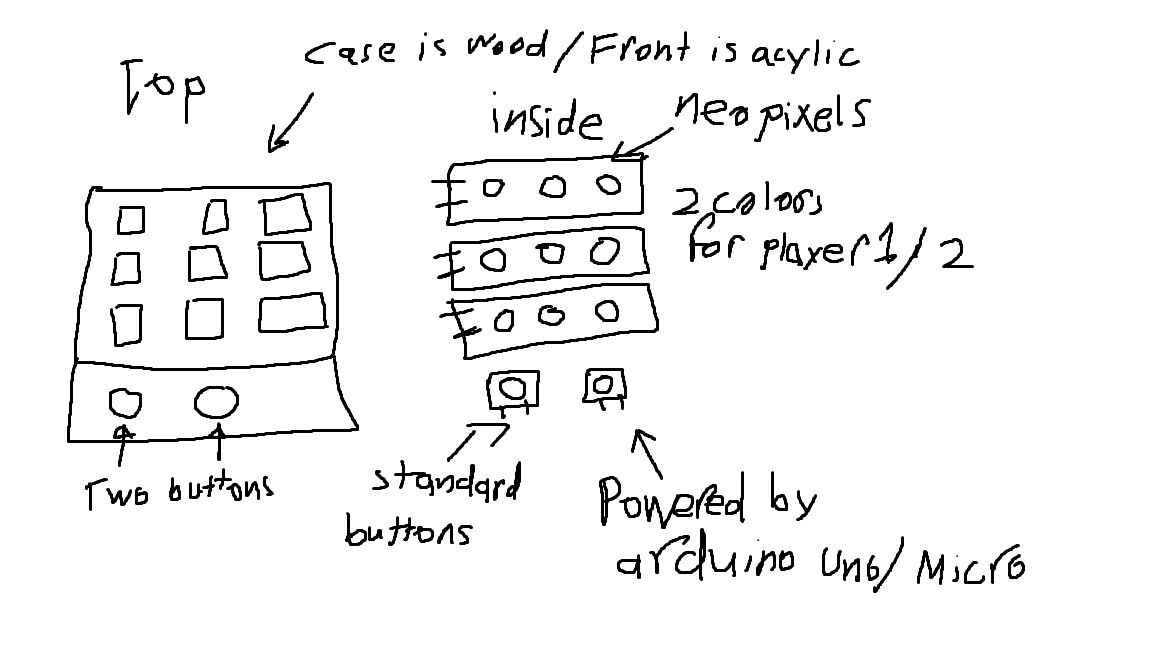 Case is wood/Front is acylic
Top
inside
neopixels
2 colors
for player 1/2
Two buttons
standard
buttons
Powered by
arduino Uno/Micro